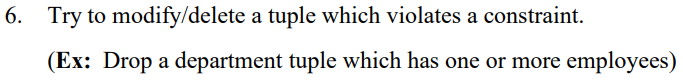 6. Try to modify/delete a tuple which violates a constraint.
(Ex: Drop a department tuple which has one or more employees)